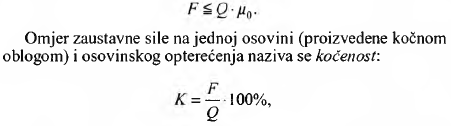 F ≦ Q · μ₀.
Omjer zaustavne sile na jednoj osovini (proizvedene kočnom
oblogom) i osovinskog opterećenja naziva se kočenost:
K = F/Q · 100%,